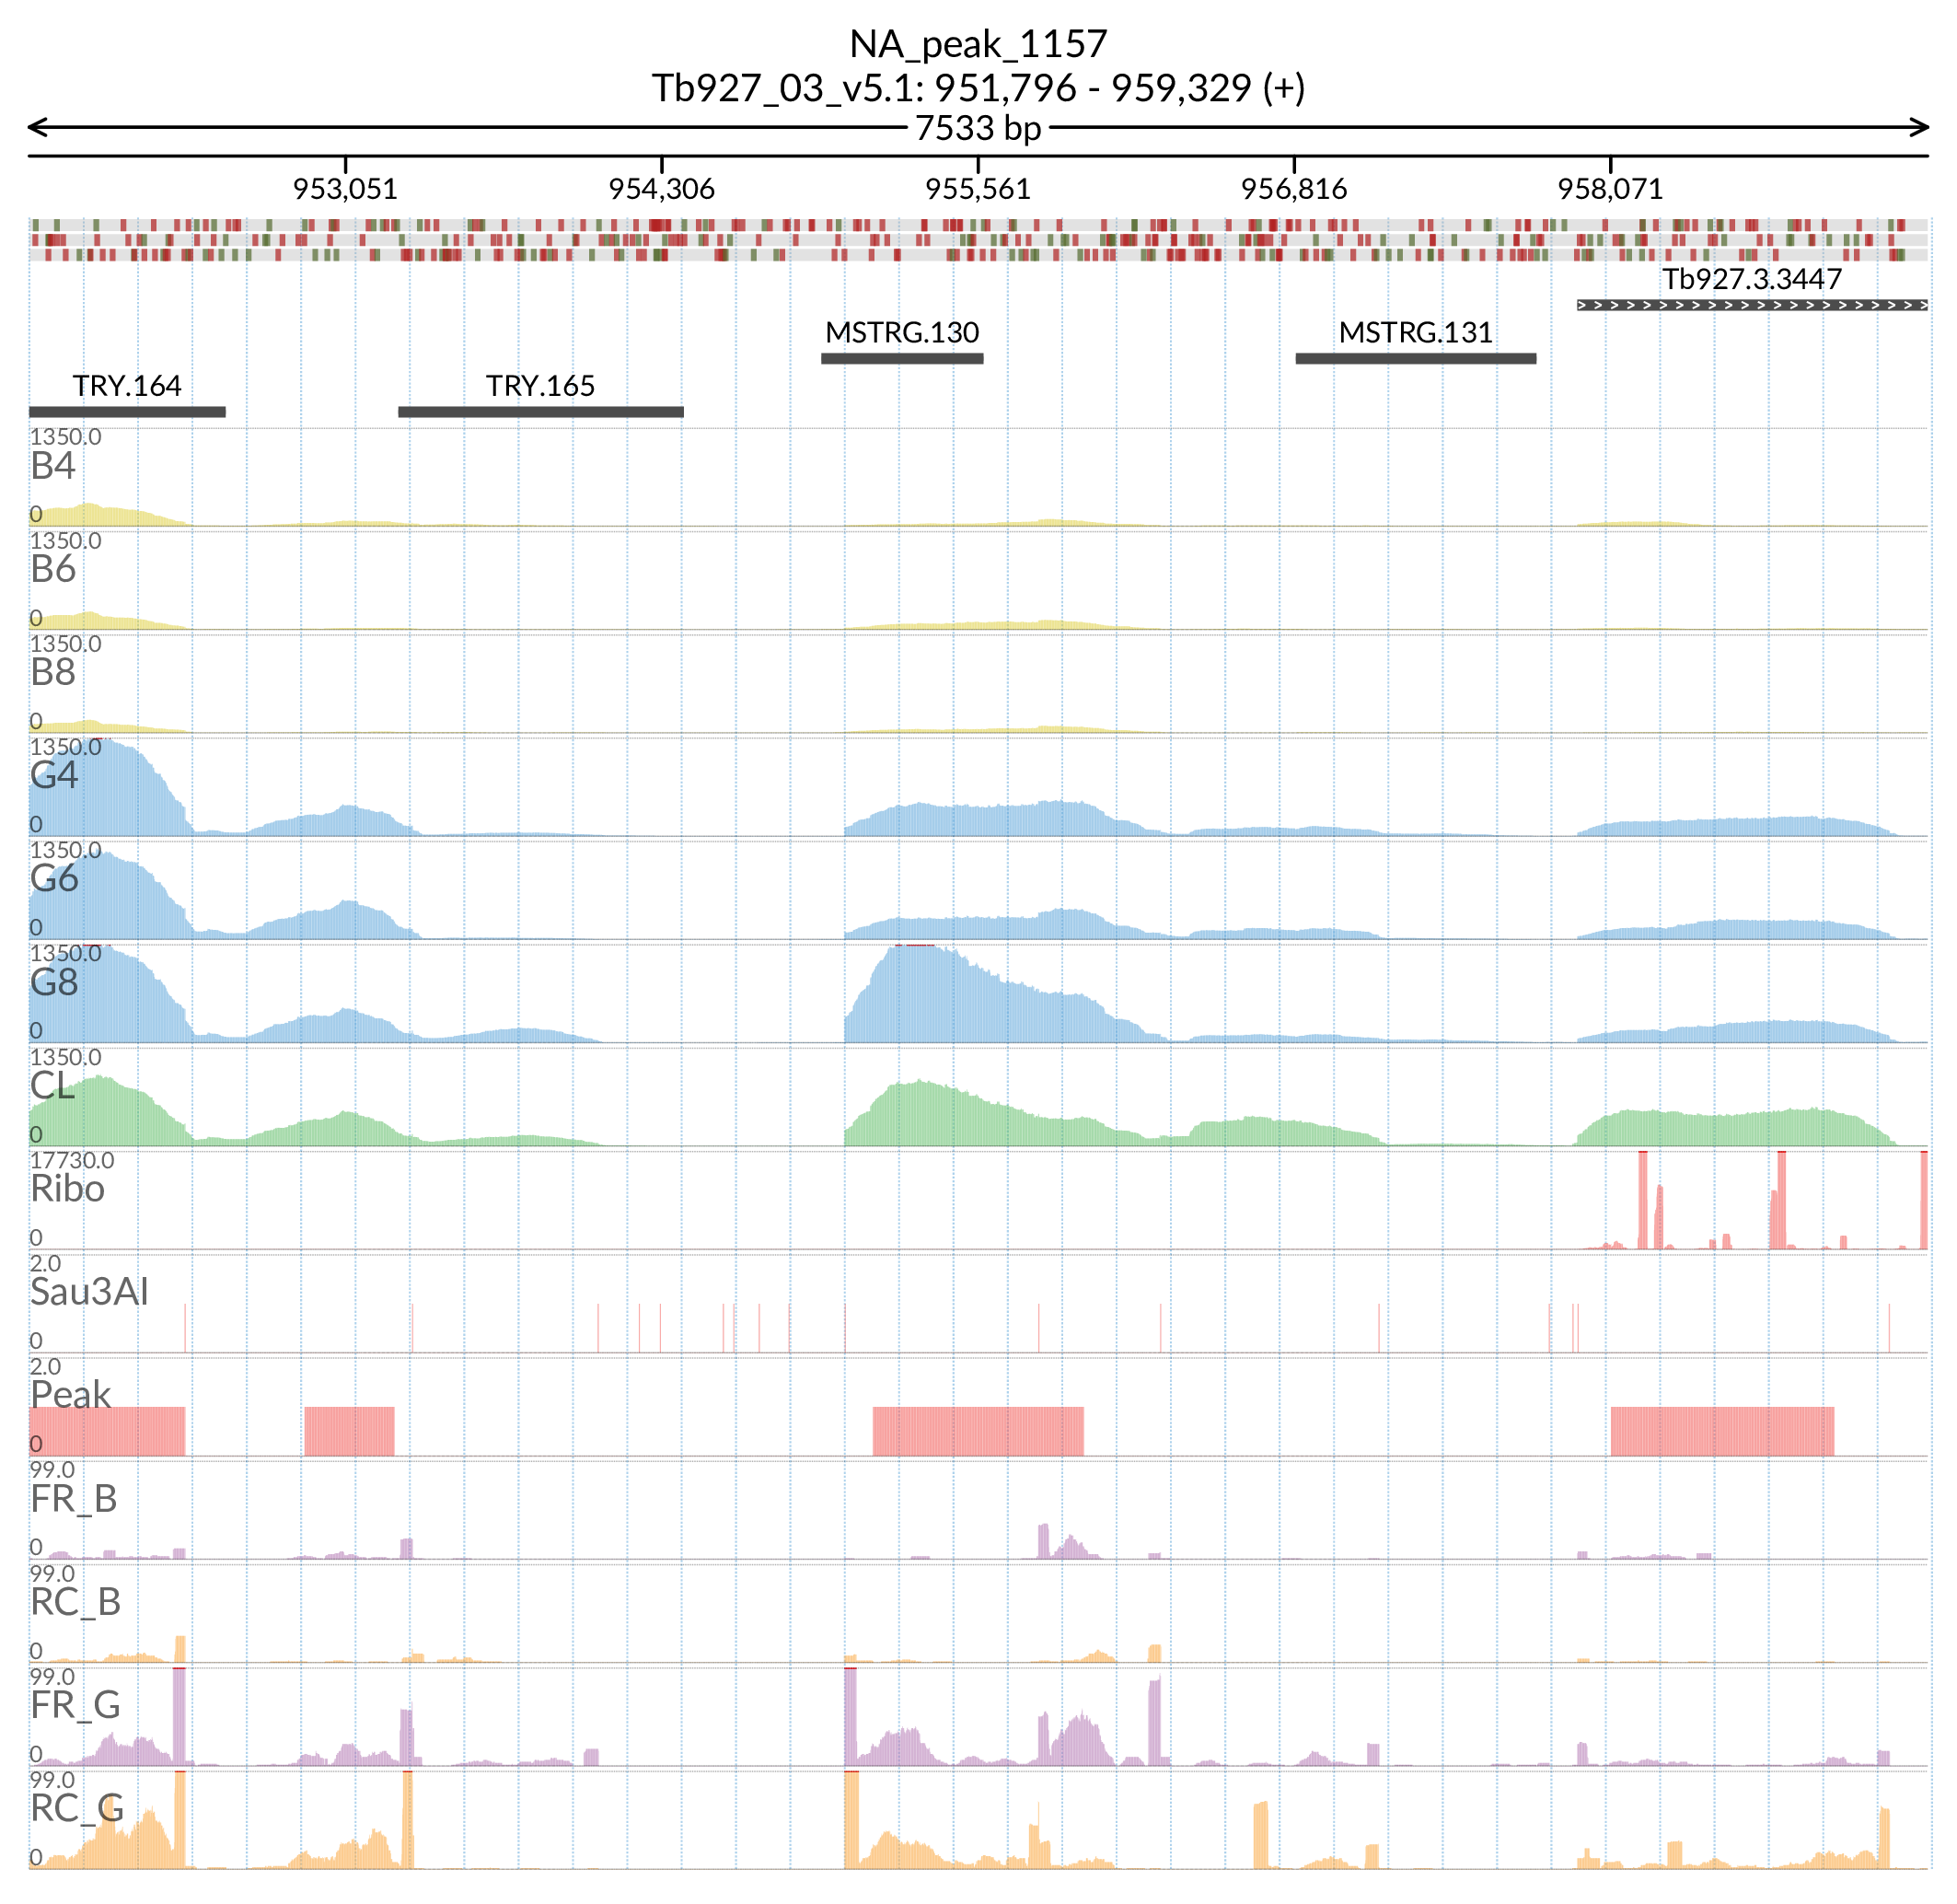 NA_peak_1157
Tb927_03_v5.1: 951,796 - 959,329 (+)
7533 bp
953,051 954,306 955,561 956,816 958,071
Tb927.3.3447
MSTRG.130 MSTRG.131
TRY.164 TRY.165
1350.0
B4
0
1350.0
B6
0
1350.0
B8
0
1350.0
G4
0
1350.0
G6
0
1350.0
G8
0
1350.0
CL
0
17730.0
Ribo
0
2.0
Sau3AI
0
2.0
Peak
0
99.0
FR_B
0
99.0
RC_B
0
99.0
FR_G
0
99.0
RC_G
0